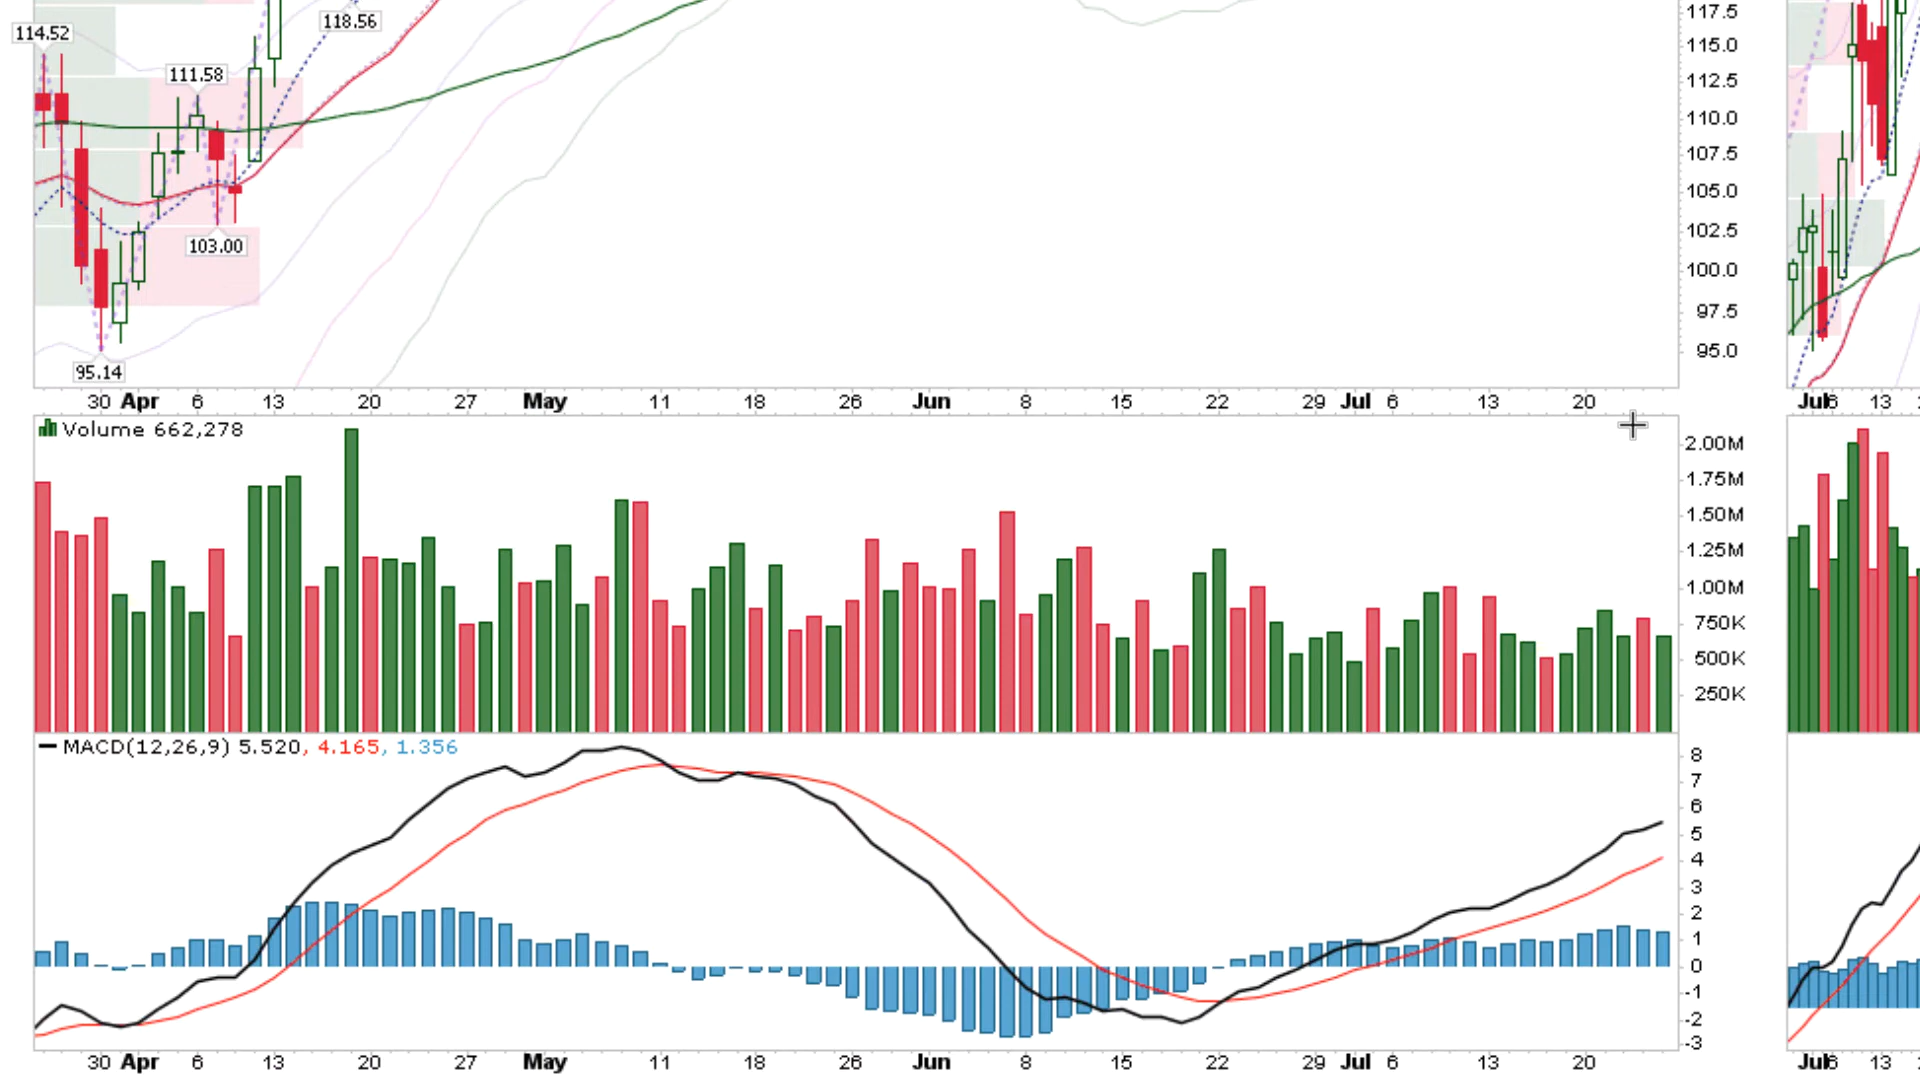 117.5
114.52
118.56
115.0
111.58
112.5
110.0
107.5
105.0
103.00
102.5
100.0
97.5
95.14
95.0
30 Apr 6 13 20 27 May 11 18 26 Jun 8 15 22 29 Jul 6 13 20
Jul 6 13
Volume 662,278
2.00M
1.75M
1.50M
1.25M
1.00M
750K
500K
250K
MACD(12,26,9) 5.520, 4.165, 1.356
8
7
6
5
4
3
2
1
0
-1
-2
-3
30 Apr 6 13 20 27 May 11 18 26 Jun 8 15 22 29 Jul 6 13 20
Jul 6 13